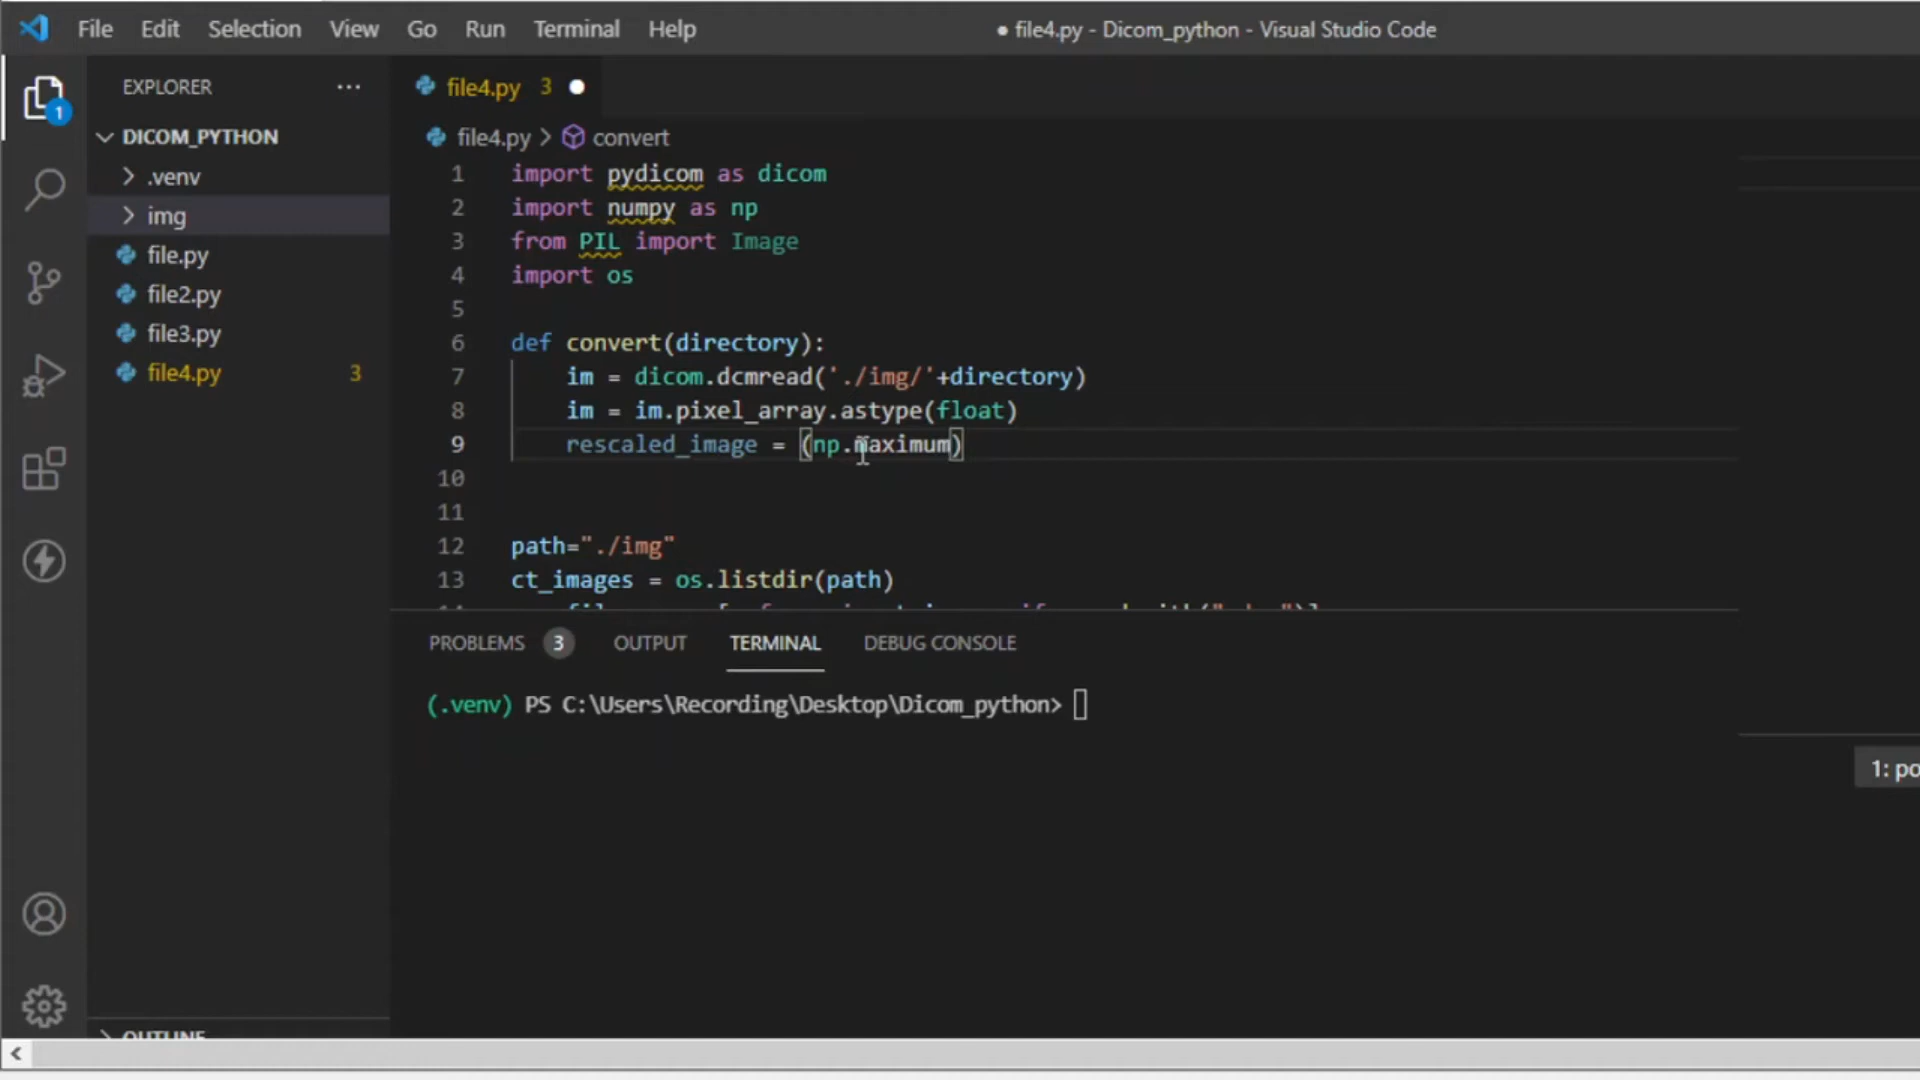 File Edit Selection View Go Run Terminal Help
● file4.py - Dicom_python - Visual Studio Code
1
EXPLORER ···
DICOM_PYTHON
.venv
img
file.py
file2.py
file3.py
file4.py 3
OUTLINE
file4.py 3
file4.py > convert
1 import pydicom as dicom
2 import numpy as np
3 from PIL import Image
4 import os
5
6 def convert(directory):
7 im = dicom.dcmread('./img/'+directory)
8 im = im.pixel_array.astype(float)
9 rescaled_image = (np.maximum)
10
11
12 path="./img"
13 ct_images = os.listdir(path)
PROBLEMS 3 OUTPUT TERMINAL DEBUG CONSOLE
(.venv) PS C:\Users\Recording\Desktop\Dicom_python>
1: po